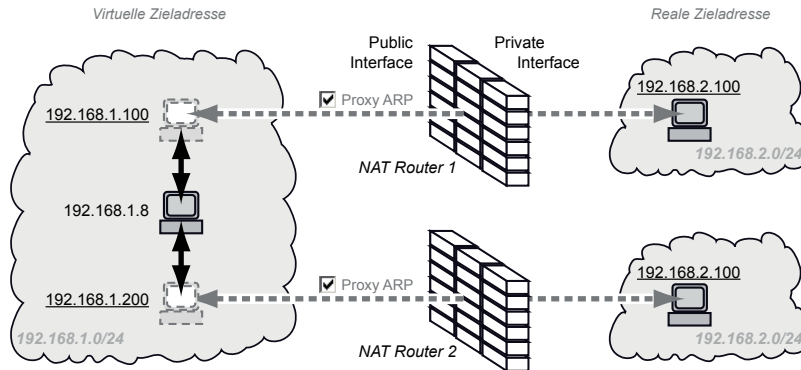 Virtuelle Zieladresse
Reale Zieladresse
Public
Interface
Private
Interface
192.168.1.100
Proxy ARP
192.168.2.100
NAT Router 1
192.168.2.0/24
192.168.1.8
192.168.1.200
Proxy ARP
192.168.2.100
192.168.1.0/24
NAT Router 2
192.168.2.0/24